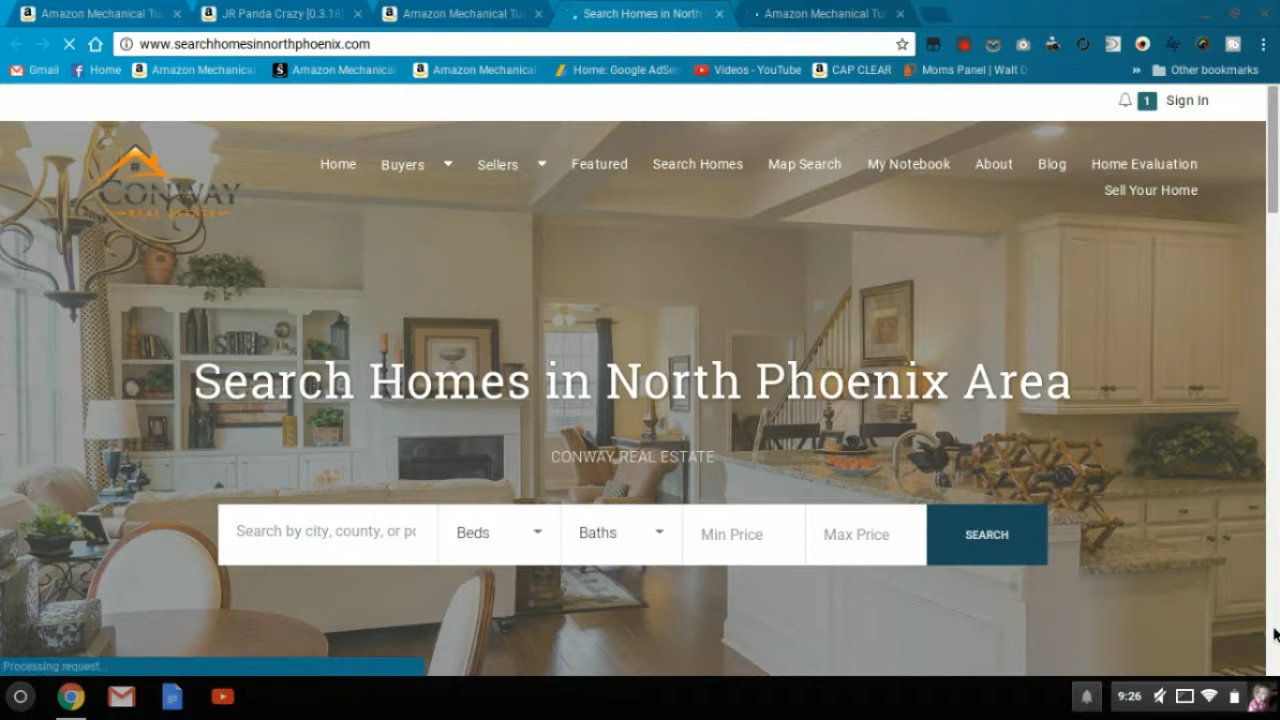 Amazon Mechanical Tu
JR Panda Crazy [0.3.18]
Amazon Mechanical Tu
Search Homes in North
Amazon Mechanical Tu
www.searchhomesinnorthphoenix.com
Gmail
Home
Amazon Mechanical
Amazon Mechanica
Amazon Mechanical
Home: Google AdSen
Videos - YouTube
CAP CLEAR
Moms Panel | Walt D
»
Other bookmarks
1 Sign In
CONWAY
REAL ESTATE
Home
Buyers
Sellers
Featured
Search Homes
Map Search
My Notebook
About
Blog
Home Evaluation
Sell Your Home
Search Homes in North Phoenix Area
CONWAY REAL ESTATE
Search by city, county, or po
Beds
Baths
Min Price
Max Price
SEARCH
Processing request...
9:26